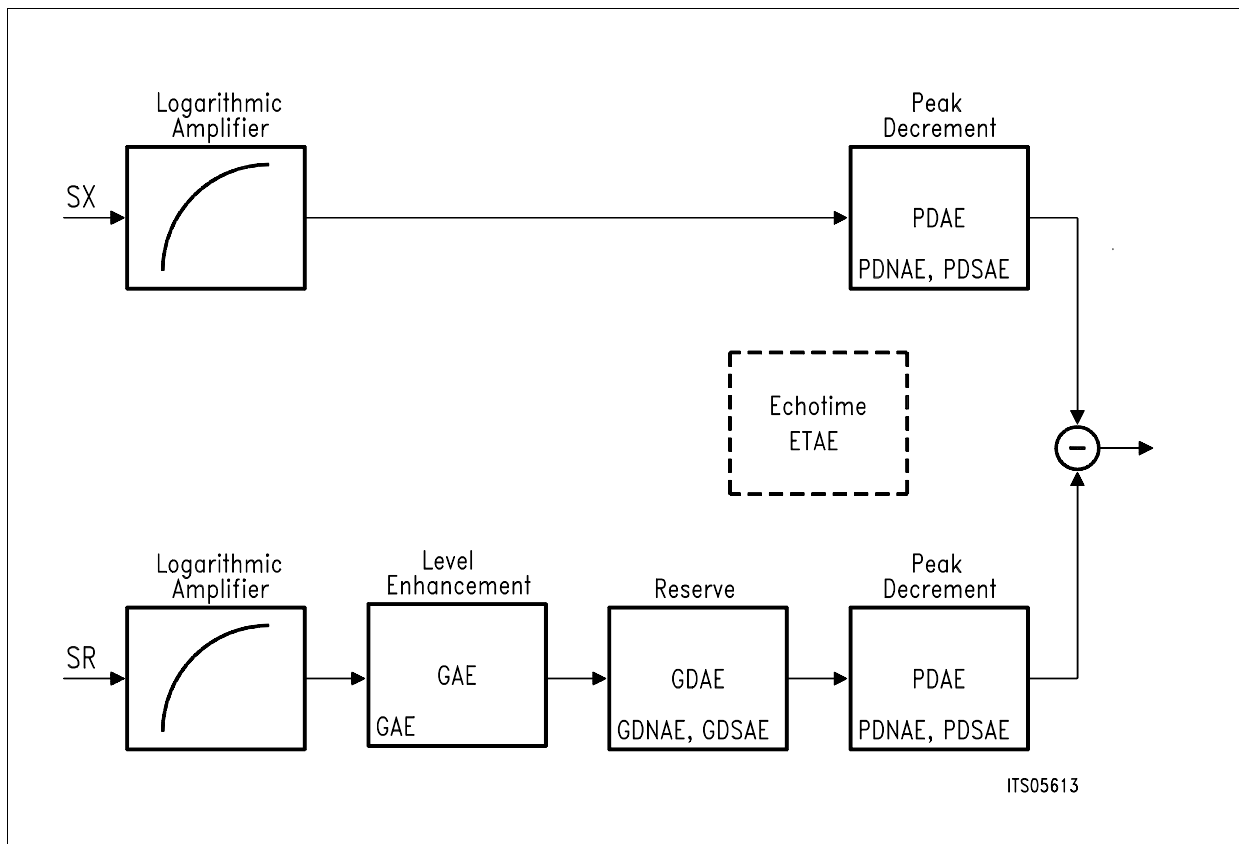 Logarithmic
Amplifier
Peak
Decrement
SX
PDAE
PDNAE, PDSAE
Echotime
ETAE
−
Logarithmic
Amplifier
Level
Enhancement
Reserve
Peak
Decrement
SR
GAE
GAE
GDAE
GDNAE, GDSAE
PDAE
PDNAE, PDSAE
ITS05613